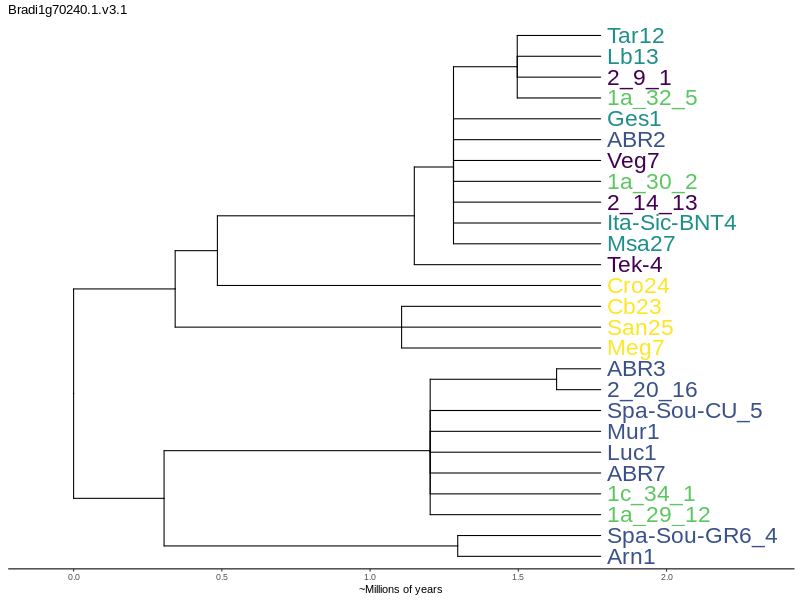 Bradi1g70240.1.v3.1
Tar12
Lb13
2_9_1
1a_32_5
Ges1
ABR2
Veg7
1a_30_2
2_14_13
Ita-Sic-BNT4
Msa27
Tek-4
Cro24
Cb23
San25
Meg7
ABR3
2_20_16
Spa-Sou-CU_5
Mur1
Luc1
ABR7
1c_34_1
1a_29_12
Spa-Sou-GR6_4
Arn1
0.0 0.5 1.0 1.5 2.0
~Millions of years